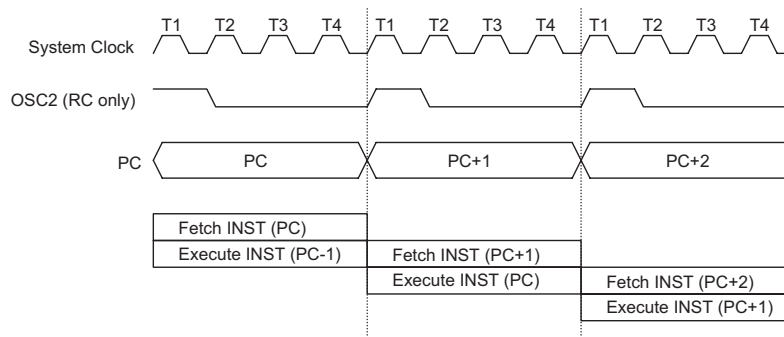 T1 T2 T3 T4 T1 T2 T3 T4 T1 T2 T3 T4
System Clock
OSC2 (RC only)
PC PC PC+1 PC+2
Fetch INST (PC)
Execute INST (PC-1) Fetch INST (PC+1)
Execute INST (PC) Fetch INST (PC+2)
Execute INST (PC+1)